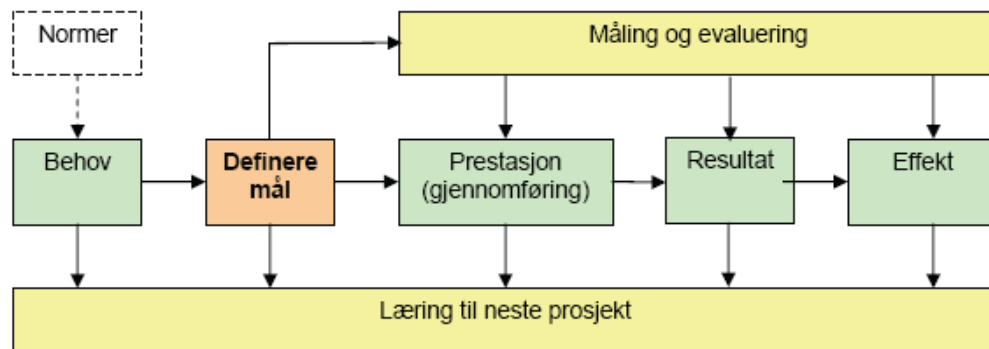 Normer
Måling og evaluering
Behov
Definere
mål
Prestasjon
(gjennomføring)
Resultat
Effekt
Læring til neste prosjekt